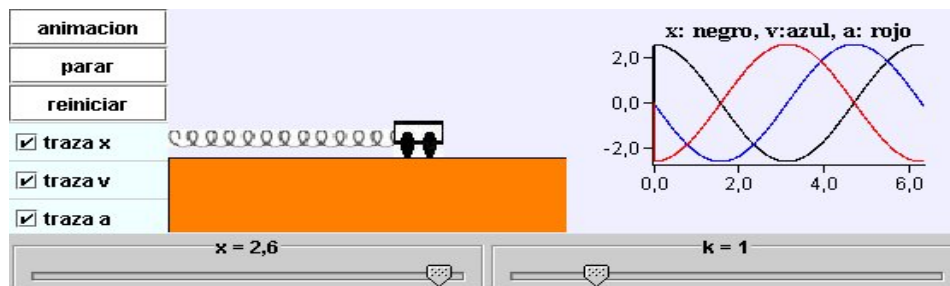 animacion
parar
reiniciar
traza x
traza v
traza a
x: negro, v:azul, a: rojo
2,0
0,0
-2,0
0,0 2,0 4,0 6,0
x = 2,6
k = 1